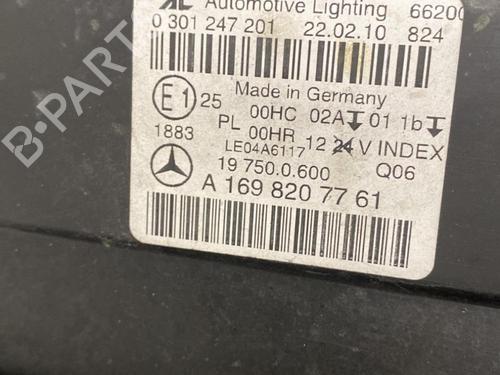 Automotive Lighting 66200
0 301 247 201 22.02.10 824
Made in Germany
E1 25 00HC 02A 01 1b
1883 PL 00HR 12 24 V INDEX
LE04A6117 Q06
19 750.0.600
A 169 820 77 61
B-PARTS